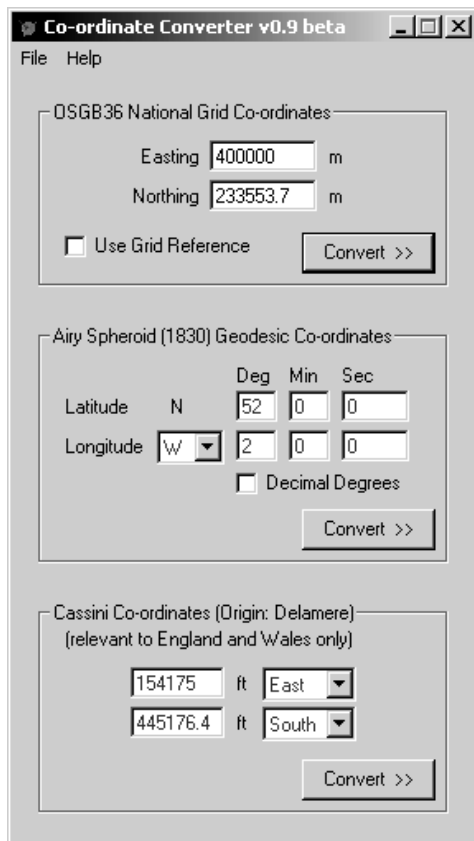 Co-ordinate Converter v0.9 beta
File Help
OSGB36 National Grid Co-ordinates
Easting 400000 m
Northing 233553.7 m
Use Grid Reference Convert >>
Airy Spheroid (1830) Geodesic Co-ordinates
Deg Min Sec
Latitude N 52 0 0
Longitude W 2 0 0
Decimal Degrees
Convert >>
Cassini Co-ordinates (Origin: Delamere)
(relevant to England and Wales only)
154175 ft East
445176.4 ft South
Convert >>